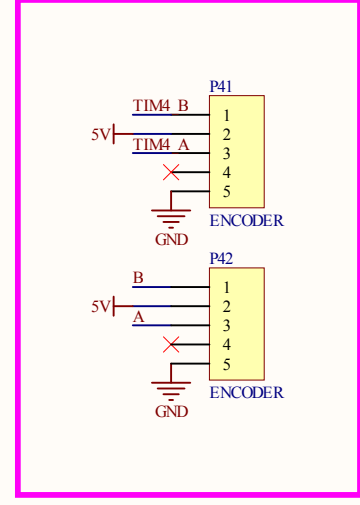 P41
TIM4_B 1
5V 2
TIM4_A 3
4
5
GND
ENCODER
P42
B 1
5V 2
A 3
4
5
GND
ENCODER